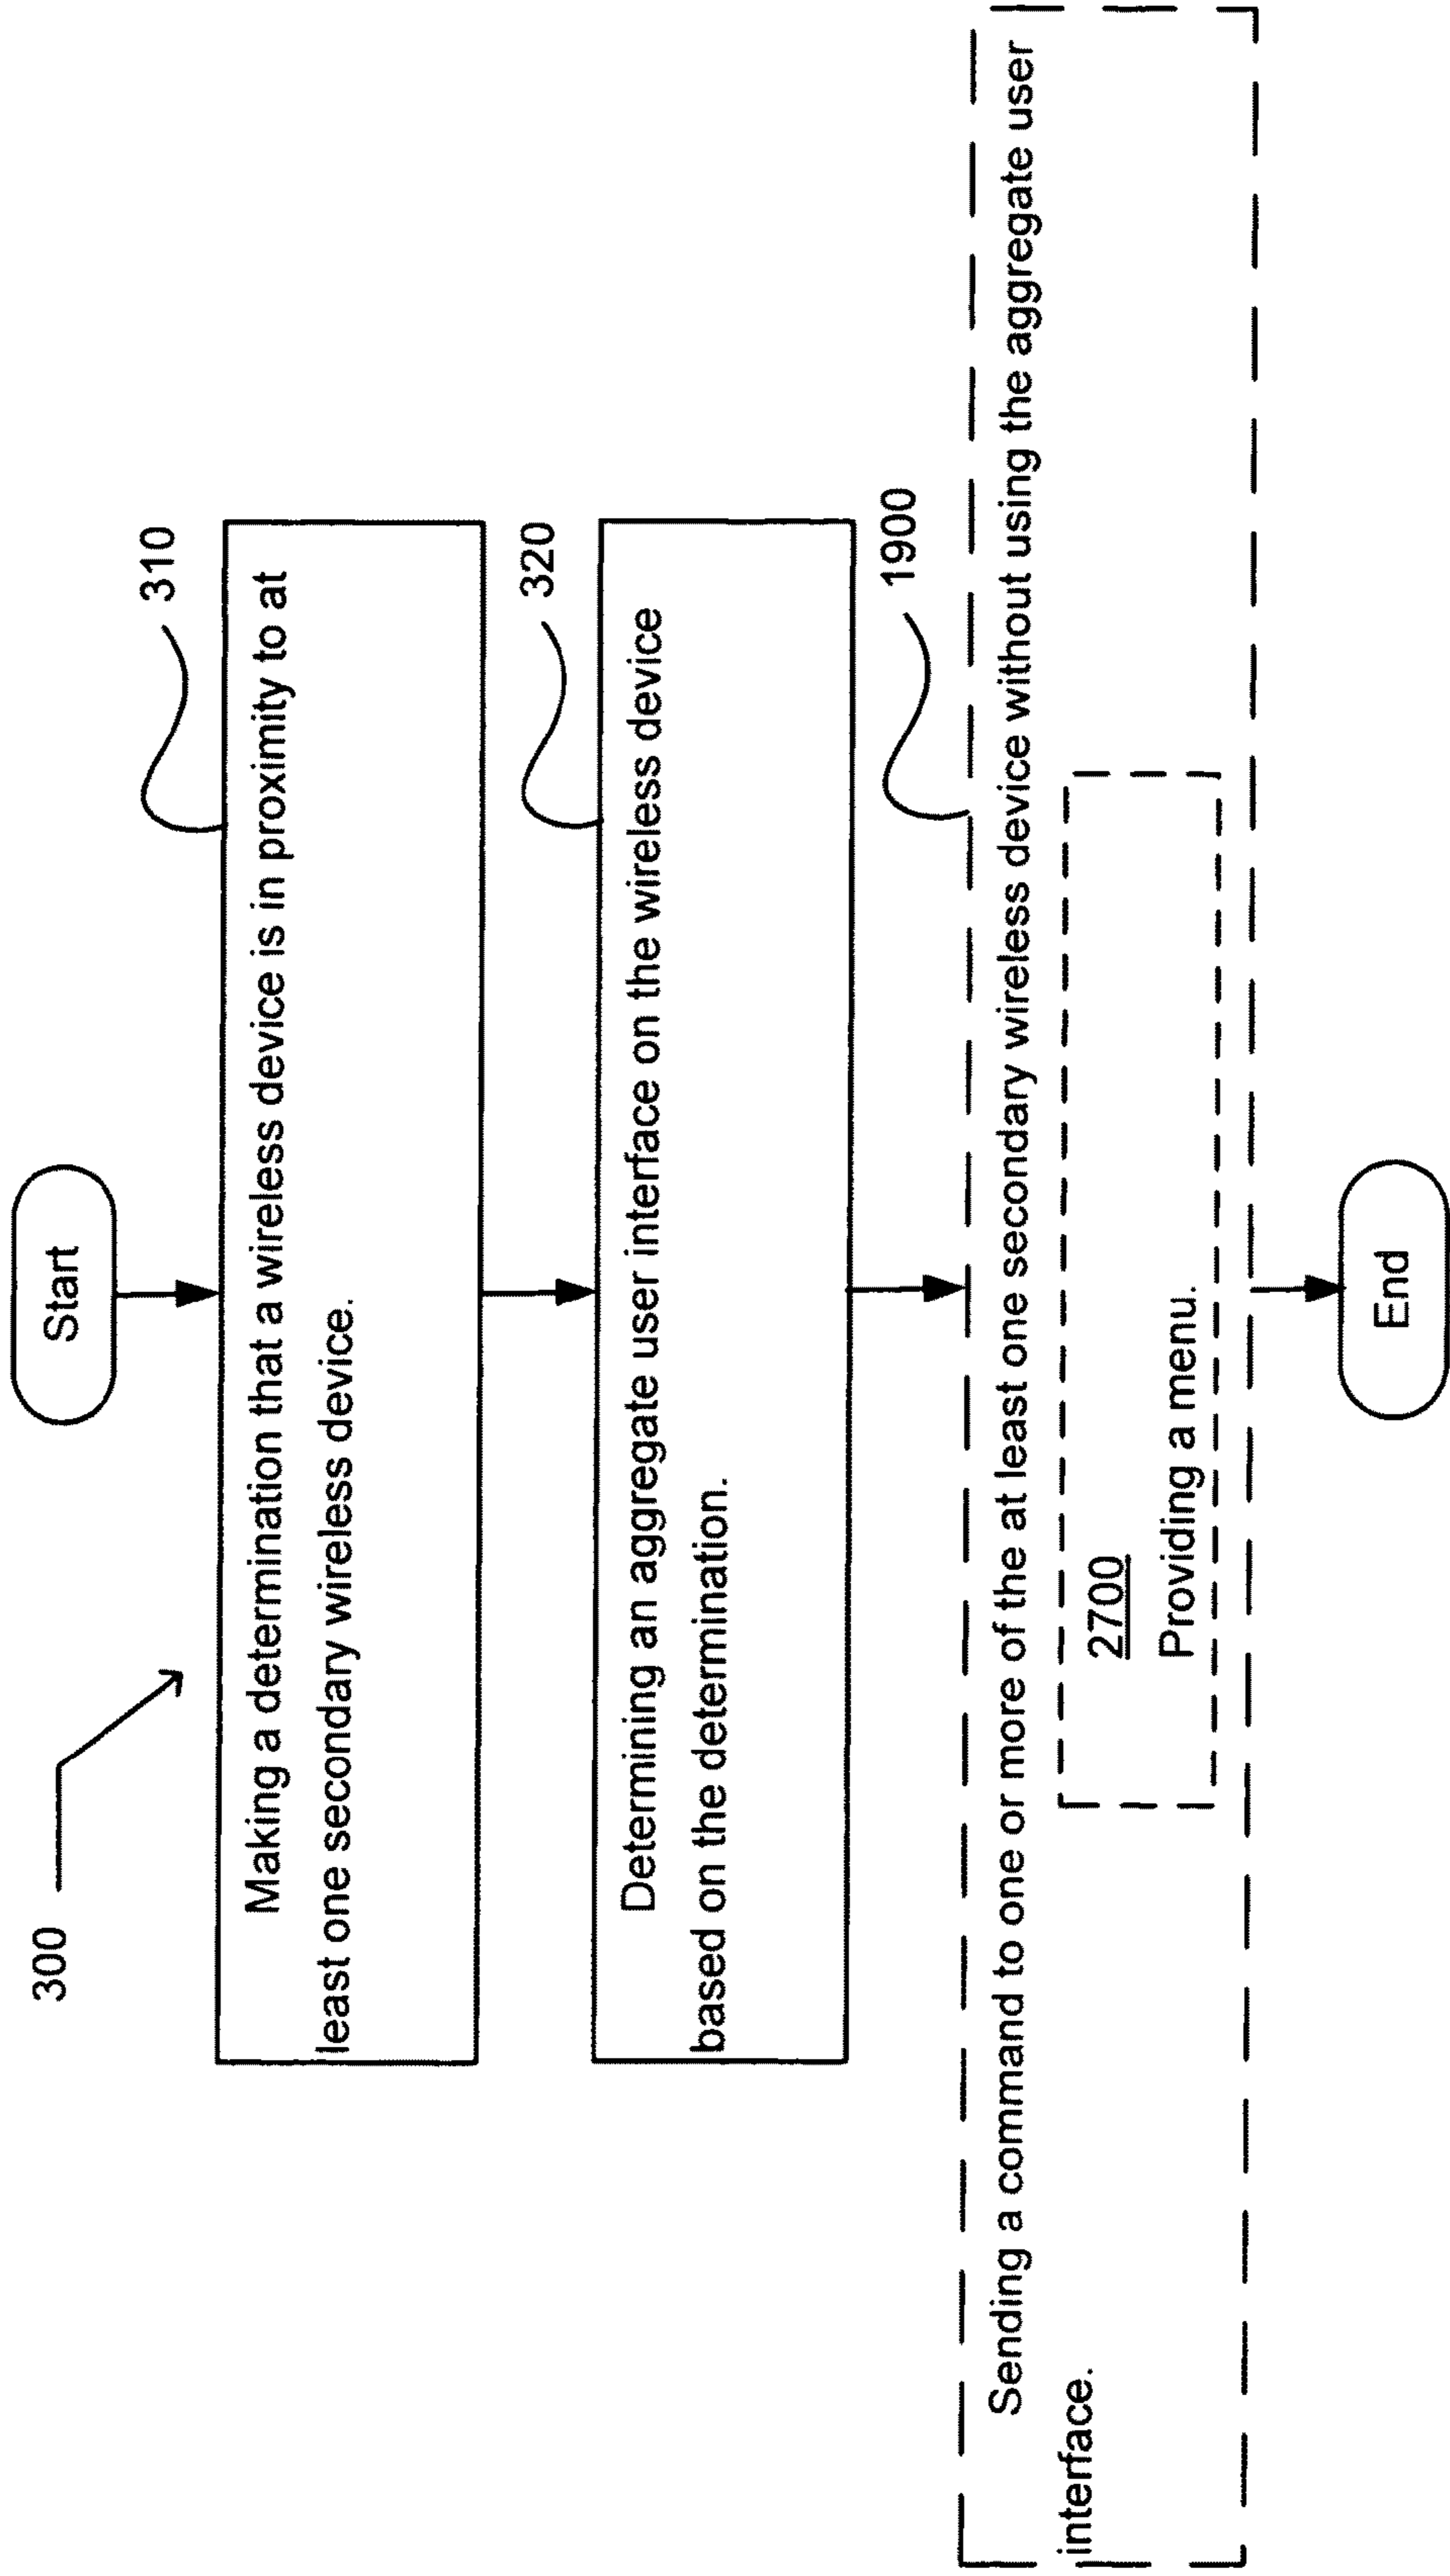 300
Start
310
Making a determination that a wireless device is in proximity to at
least one secondary wireless device.
320
Determining an aggregate user interface on the wireless device
based on the determination.
1900
Sending a command to one or more of the at least one secondary wireless device without using the aggregate user
interface.
2700
Providing a menu.
End